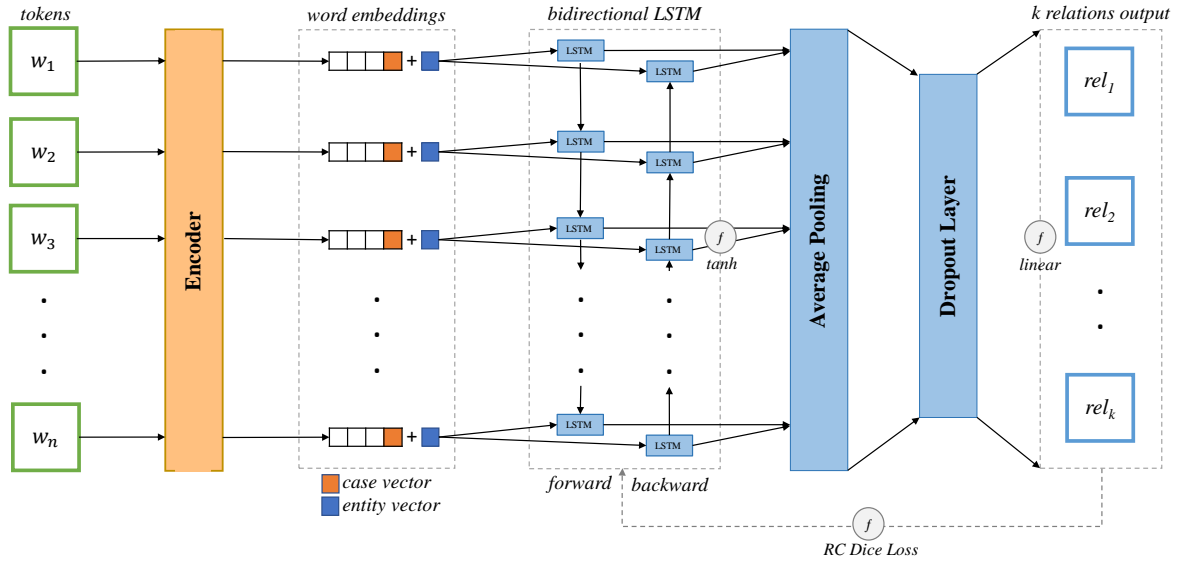 tokens
word embeddings
bidirectional LSTM
k relations output
w1
w2
w3
wn
Encoder
+
+
+
+
LSTM
LSTM
LSTM
LSTM
LSTM
LSTM
LSTM
LSTM
f
tanh
Average Pooling
Dropout Layer
f
linear
rel1
rel2
relk
case vector
entity vector
forward
backward
f
RC Dice Loss